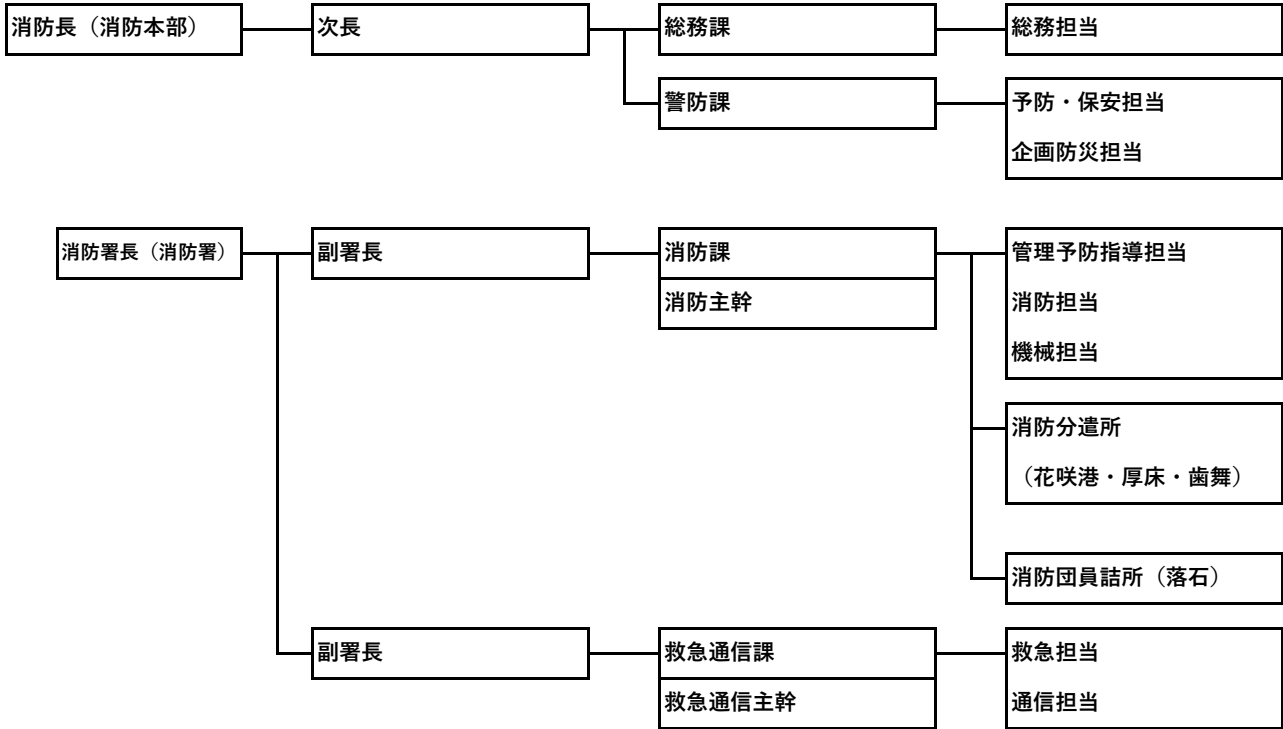 消防長（消防本部）
次長
総務課
総務担当
警防課
予防・保安担当
企画防災担当
消防署長（消防署）
副署長
消防課
消防主幹
管理予防指導担当
消防担当
機械担当
消防分遣所
（花咲港・厚床・歯舞）
消防団員詰所（落石）
副署長
救急通信課
救急通信主幹
救急担当
通信担当